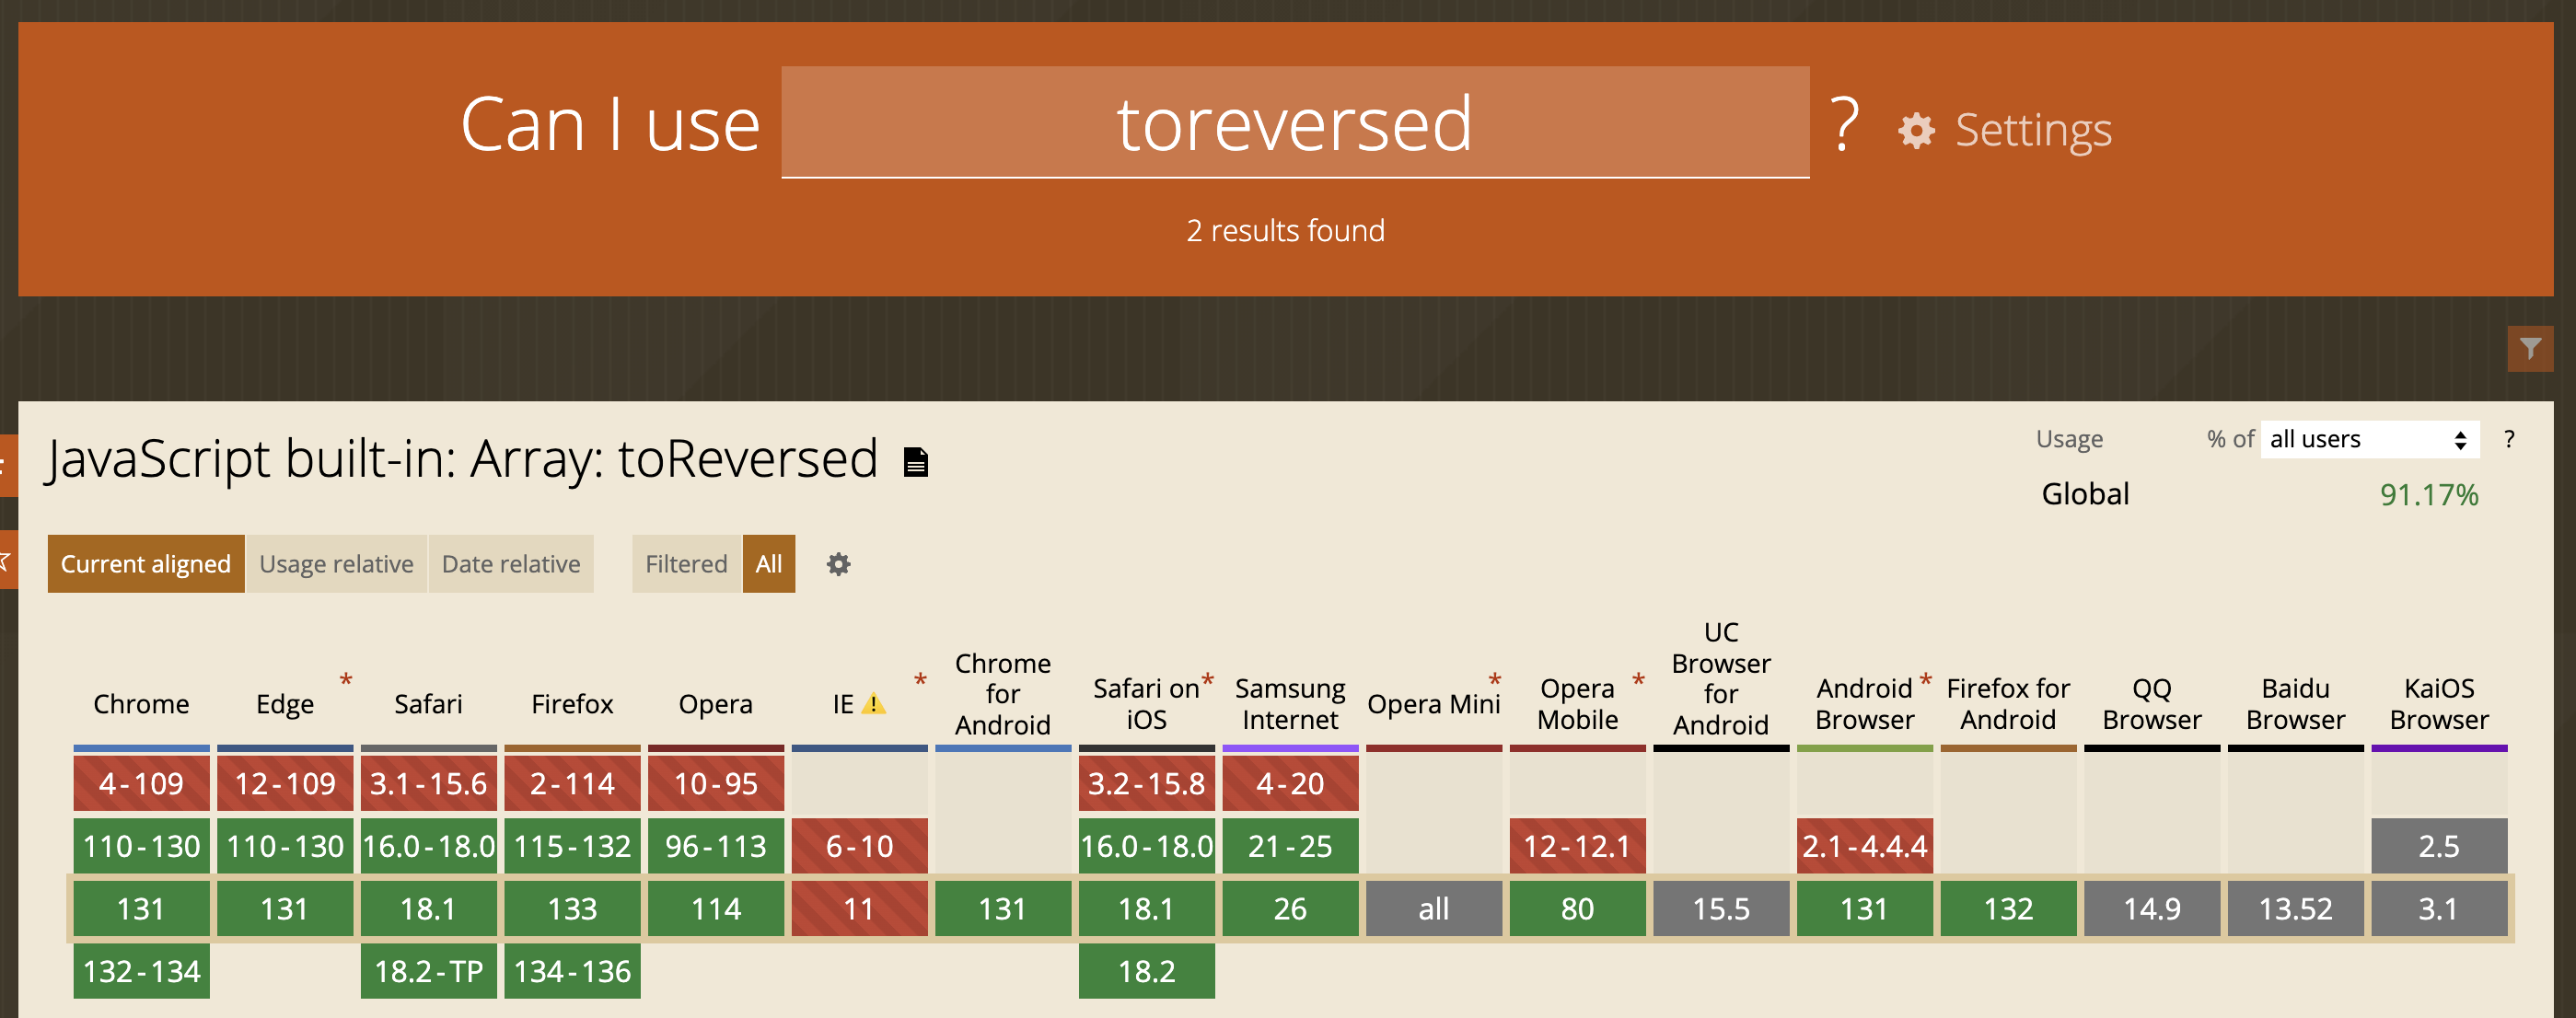 Can I use toreversed ? Settings
2 results found
JavaScript built-in: Array: toReversed
Usage % of all users ?
Global 91.17%
Current aligned Usage relative Date relative Filtered All
Chrome
Edge *
Safari
Firefox
Opera
IE *
Chrome for Android
Safari on iOS *
Samsung Internet
Opera Mini *
Opera Mobile *
UC Browser for Android
Android Browser *
Firefox for Android
QQ Browser
Baidu Browser
KaiOS Browser
4-109 12-109 3.1-15.6 2-114 10-95 3.2-15.8 4-20
110-130 110-130 16.0-18.0 115-132 96-113 6-10 16.0-18.0 21-25 12-12.1 2.1-4.4.4 2.5
131 131 18.1 133 114 11 131 18.1 26 all 80 15.5 131 132 14.9 13.52 3.1
132-134 18.2-TP 134-136 18.2